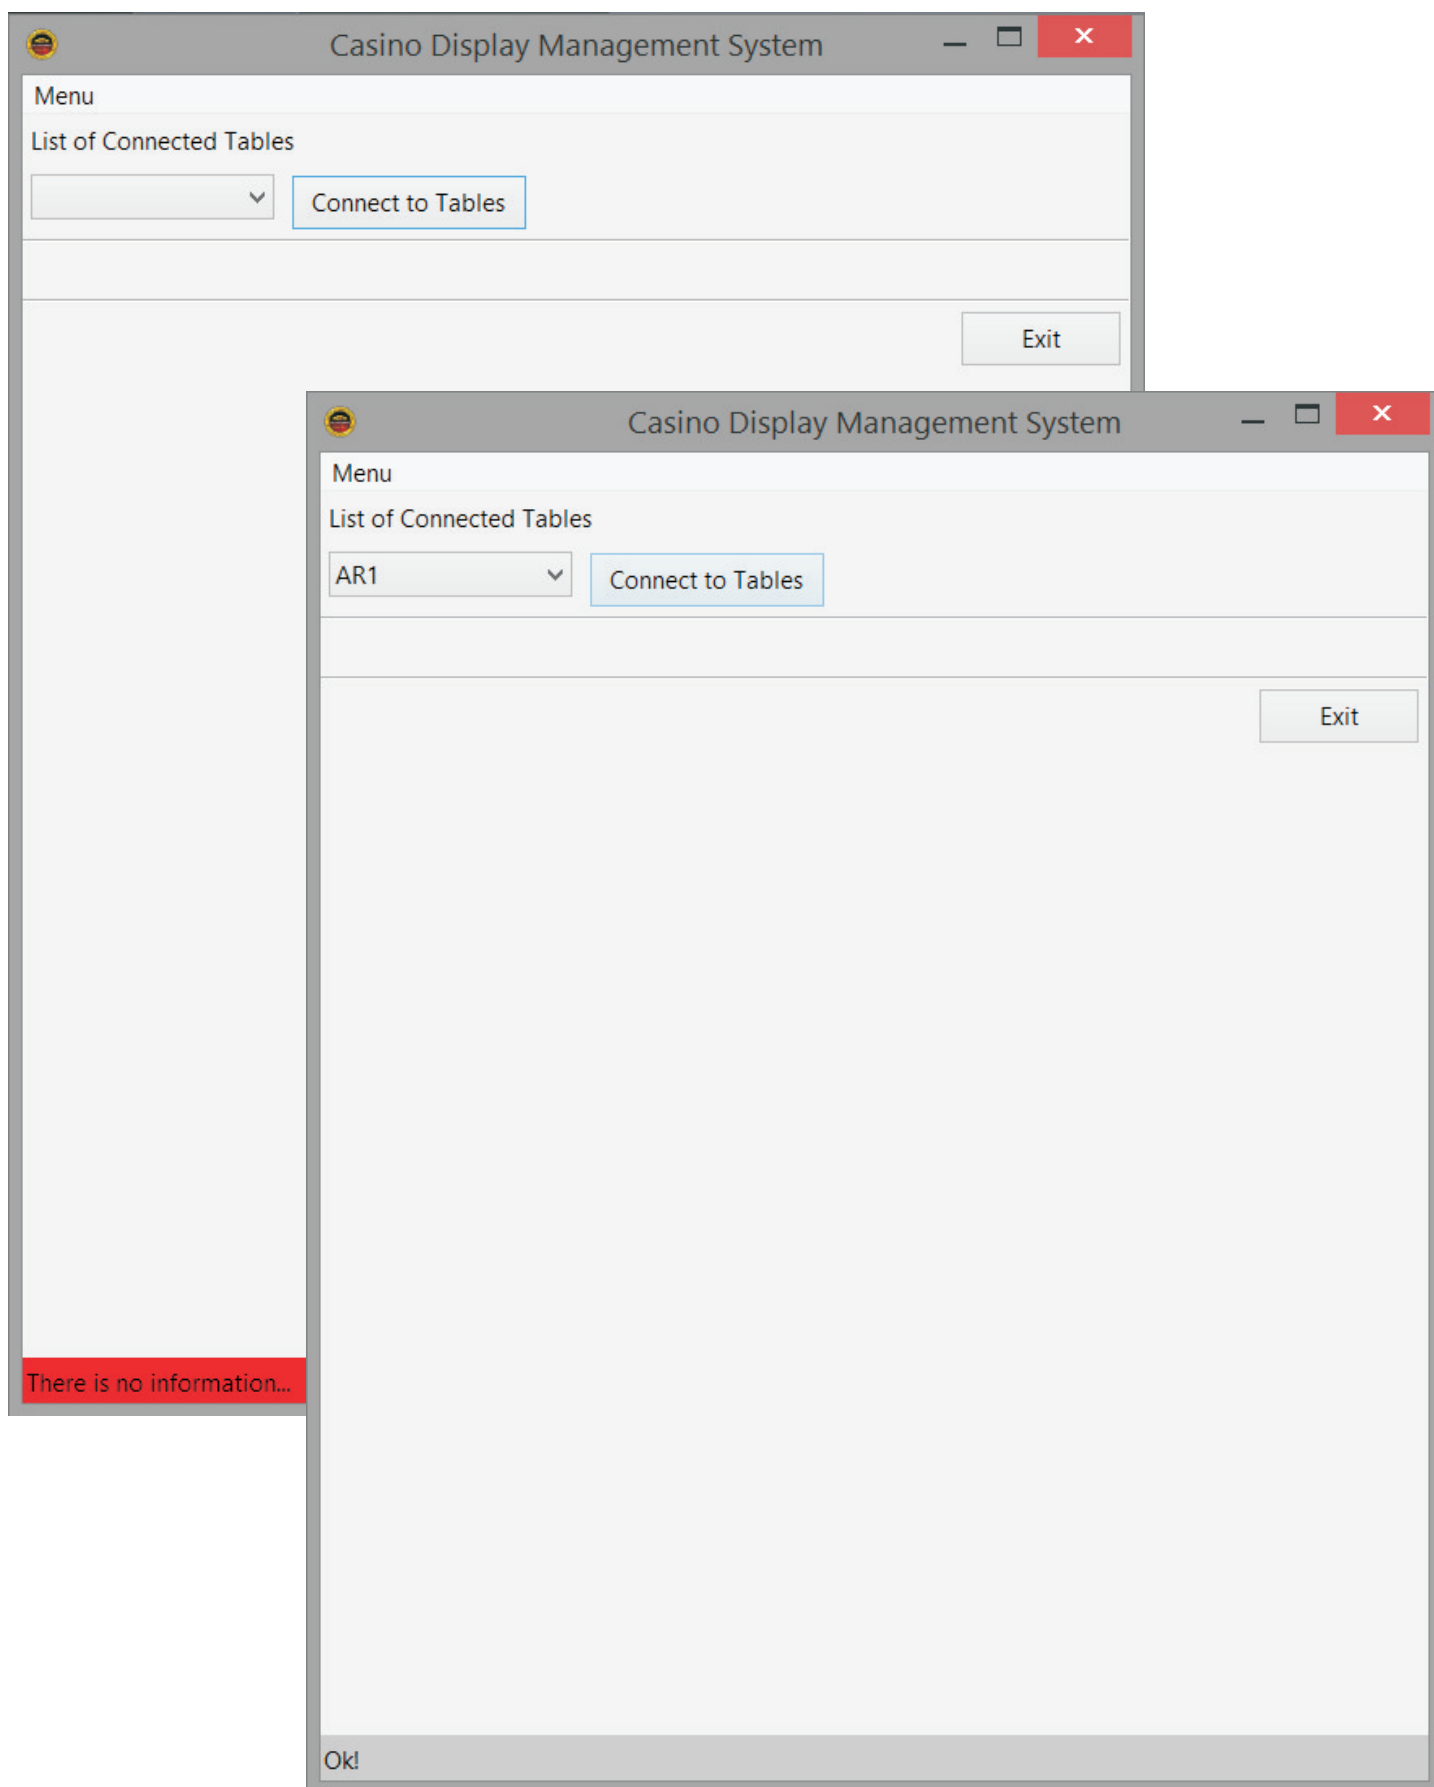 Casino Display Management System
Menu
List of Connected Tables
Connect to Tables
Exit
There is no information...
Casino Display Management System
Menu
List of Connected Tables
AR1
Connect to Tables
Exit
Ok!